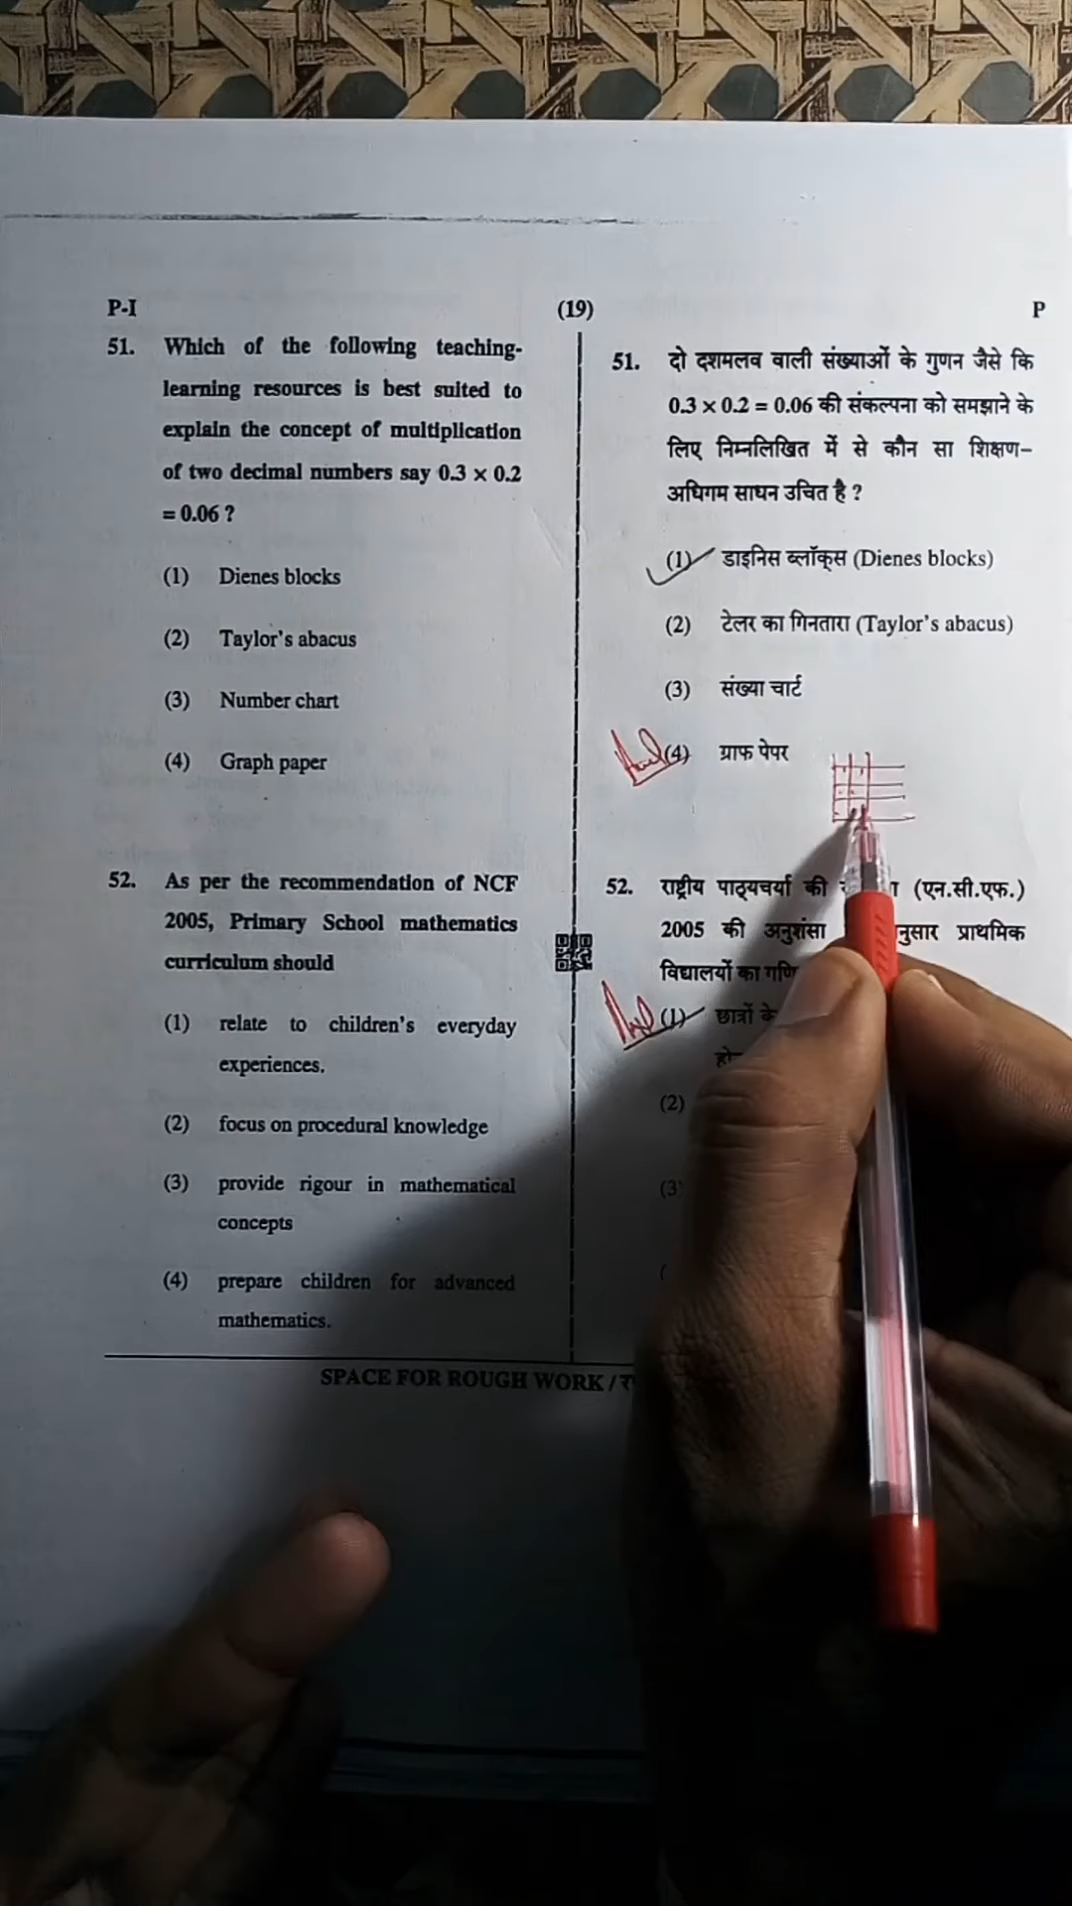 P-I
(19)
P
51. Which of the following teaching-
learning resources is best suited to
explain the concept of multiplication
of two decimal numbers say 0.3 × 0.2
= 0.06 ?
(1) Dienes blocks
(2) Taylor's abacus
(3) Number chart
(4) Graph paper
52. As per the recommendation of NCF
2005, Primary School mathematics
curriculum should
(1) relate to children's everyday
experiences.
(2) focus on procedural knowledge
(3) provide rigour in mathematical
concepts
(4) prepare children for advanced
mathematics.
51. दो दशमलव वाली संख्याओं के गुणन जैसे कि
0.3 × 0.2 = 0.06 की संकल्पना को समझाने के
लिए निम्नलिखित में से कौन सा शिक्षण-
अधिगम साधन उचित है ?
(1) डाइनिस ब्लॉक्स (Dienes blocks)
(2) टेलर का गिनतारा (Taylor's abacus)
(3) संख्या चार्ट
(4) ग्राफ पेपर
52. राष्ट्रीय पाठ्यचर्या की (एन.सी.एफ.)
2005 की अनुशंसा प्राथमिक
विद्यालयों का
(1) छात्रों के
(2)
(3)
SPACE FOR ROUGH WORK /